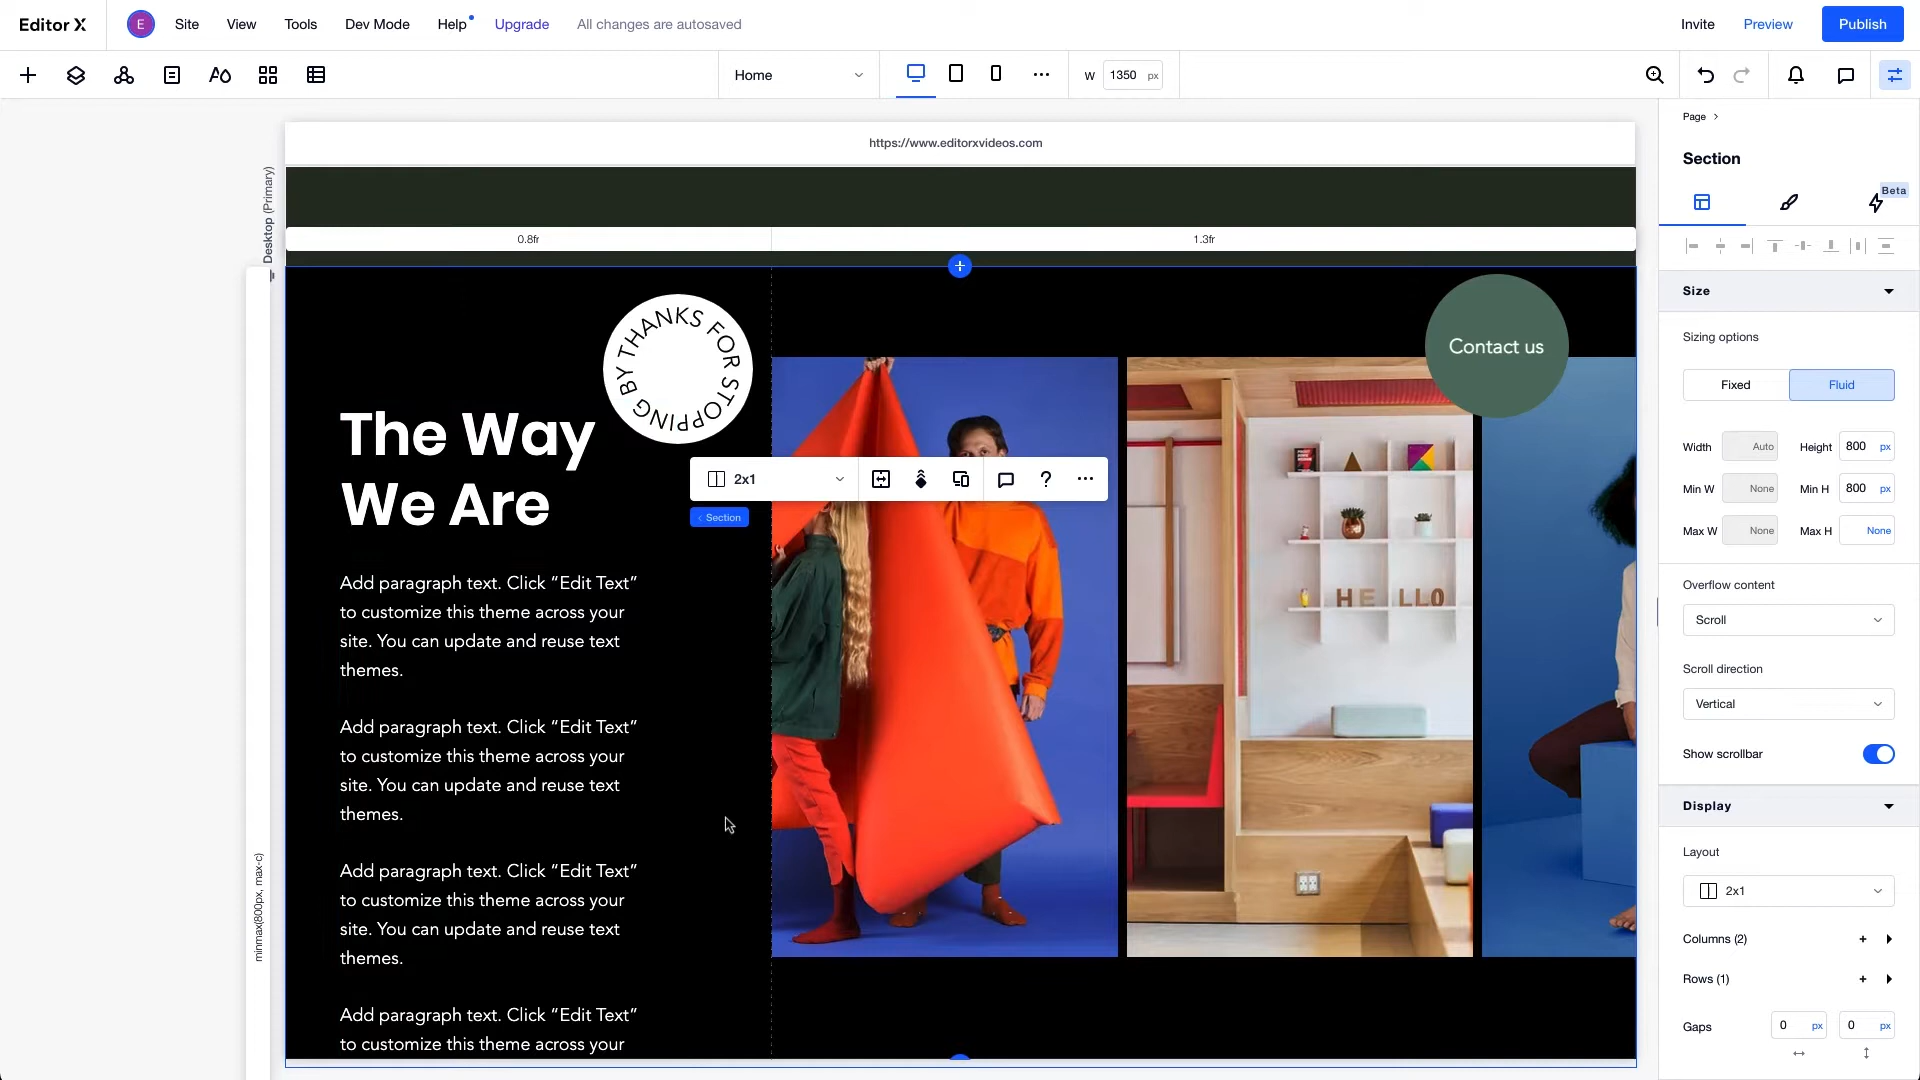 Editor X
E
Site
View
Tools
Dev Mode
Help
Upgrade
All changes are autosaved
Invite
Preview
Publish
Home
W 1350 px
Page
Section
Beta
https://www.editorxvideos.com
Desktop (Primary)
0.8fr
1.3fr
minmax(800px, max-c)
THANKS FOR STOPPING BY
Contact us
The Way
We Are
2x1
?
Section
HELLO
Add paragraph text. Click “Edit Text”
to customize this theme across your
site. You can update and reuse text
themes.
Add paragraph text. Click “Edit Text”
to customize this theme across your
site. You can update and reuse text
themes.
Add paragraph text. Click “Edit Text”
to customize this theme across your
site. You can update and reuse text
themes.
Add paragraph text. Click “Edit Text”
to customize this theme across your
Size
Sizing options
Fixed
Fluid
Width Auto Height 800 px
Min W None Min H 800 px
Max W None Max H None
Overflow content
Scroll
Scroll direction
Vertical
Show scrollbar
Display
Layout
2x1
Columns (2)
Rows (1)
Gaps 0 px 0 px